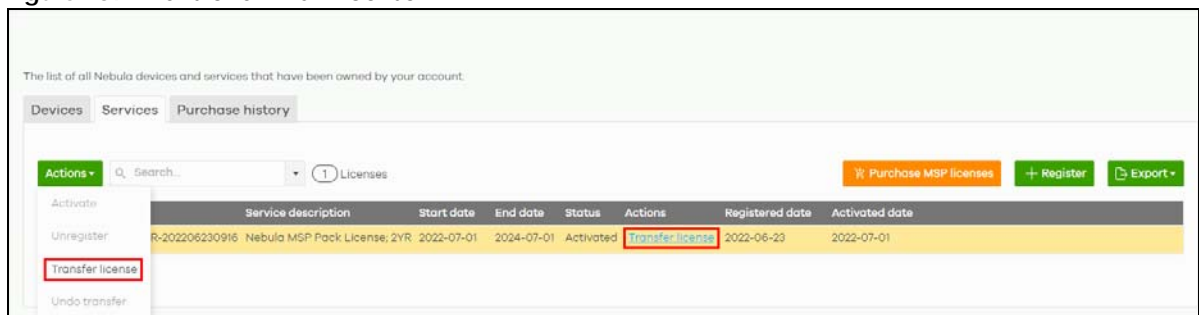 The list of all Nebula devices and services that have been owned by your account.
Devices Services Purchase history
Actions Search... 1 Licenses Purchase MSP licenses + Register Export
Activate
Service description Start date End date Status Actions Registered date Activated date
Unregister R-202206230916 Nebula MSP Pack License; 2YR 2022-07-01 2024-07-01 Activated Transfer license 2022-06-23 2022-07-01
Transfer license
Undo transfer